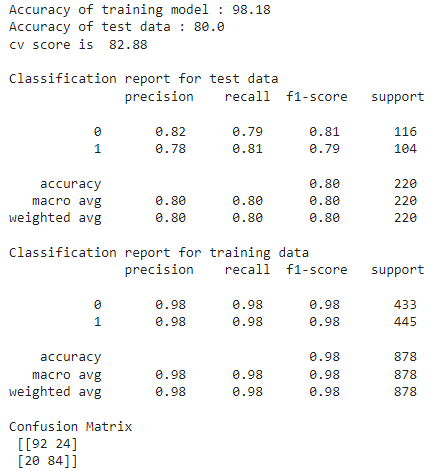 Accuracy of training model : 98.18
Accuracy of test data : 80.0
cv score is  82.88
Classification report for test data
precision    recall  f1-score   support
0       0.82      0.79      0.81       116
1       0.78      0.81      0.79       104
accuracy                           0.80       220
macro avg       0.80      0.80      0.80       220
weighted avg       0.80      0.80      0.80       220
Classification report for training data
precision    recall  f1-score   support
0       0.98      0.98      0.98       433
1       0.98      0.98      0.98       445
accuracy                           0.98       878
macro avg       0.98      0.98      0.98       878
weighted avg       0.98      0.98      0.98       878
Confusion Matrix
[[92 24]
[20 84]]